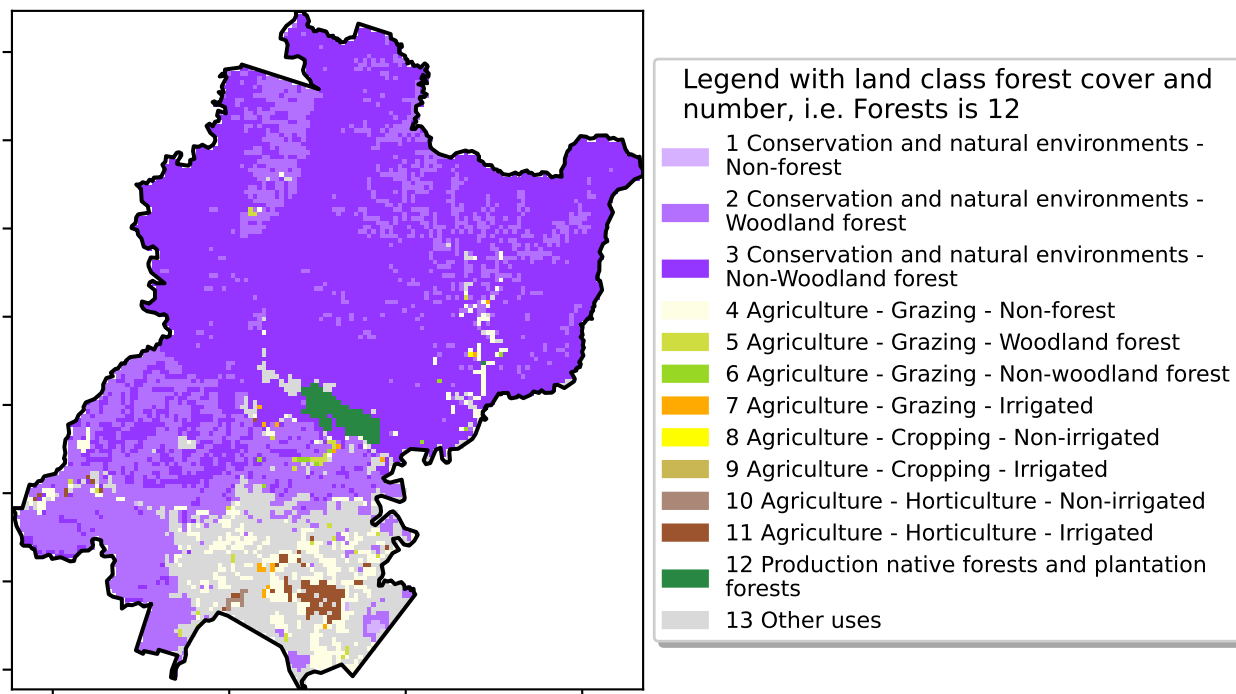 Legend with land class forest cover and
number, i.e. Forests is 12
1 Conservation and natural environments -
Non-forest
2 Conservation and natural environments -
Woodland forest
3 Conservation and natural environments -
Non-Woodland forest
4 Agriculture - Grazing - Non-forest
5 Agriculture - Grazing - Woodland forest
6 Agriculture - Grazing - Non-woodland forest
7 Agriculture - Grazing - Irrigated
8 Agriculture - Cropping - Non-irrigated
9 Agriculture - Cropping - Irrigated
10 Agriculture - Horticulture - Non-irrigated
11 Agriculture - Horticulture - Irrigated
12 Production native forests and plantation
forests
13 Other uses